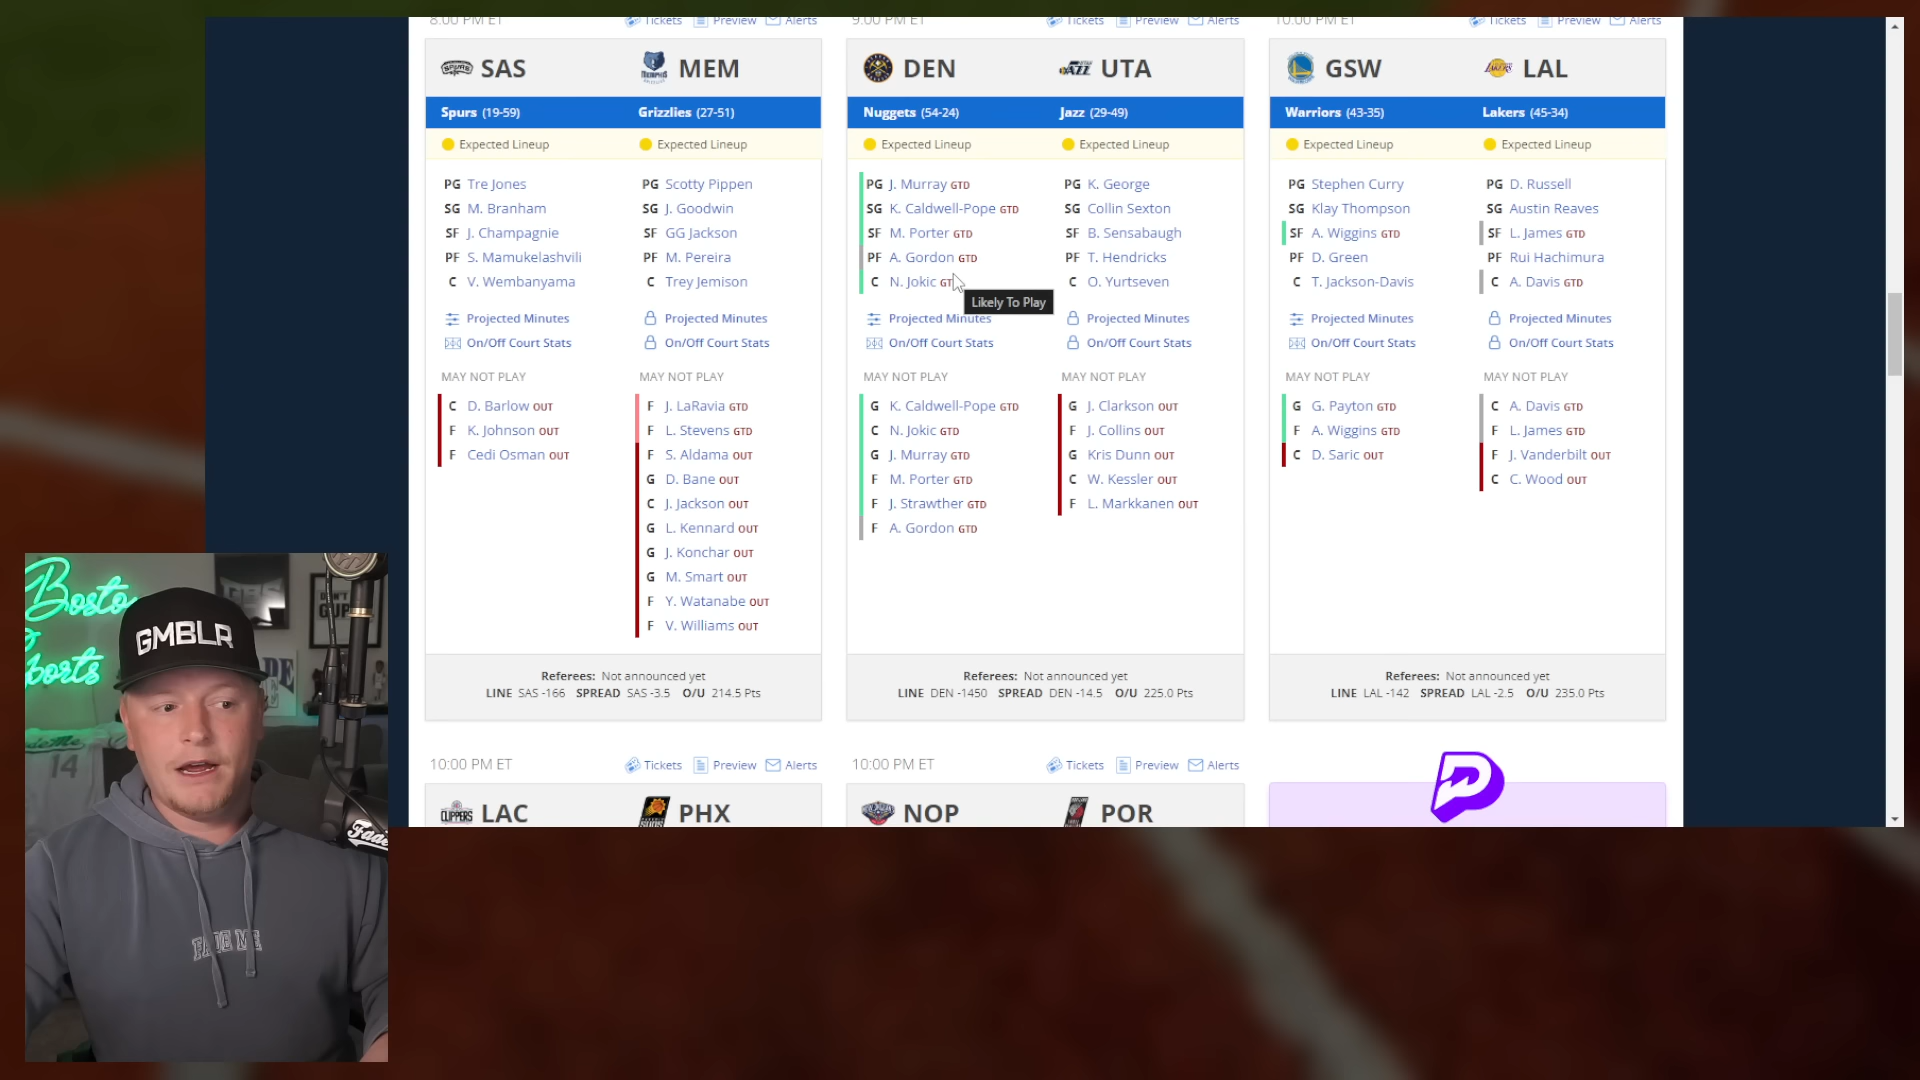 8:00 PM ET Tickets Preview Alerts
9:00 PM ET Tickets Preview Alerts
10:00 PM ET Tickets Preview Alerts
SPURS SAS
MEMPHIS MEM
DEN
JAZZ UTA
GSW
LAKERS LAL
Spurs (19-59) Grizzlies (27-51)
Nuggets (54-24) Jazz (29-49)
Warriors (43-35) Lakers (45-34)
Expected Lineup Expected Lineup
Expected Lineup Expected Lineup
Expected Lineup Expected Lineup
PG Tre Jones
SG M. Branham
SF J. Champagnie
PF S. Mamukelashvili
C V. Wembanyama
Projected Minutes
On/Off Court Stats
MAY NOT PLAY
C D. Barlow OUT
F K. Johnson OUT
F Cedi Osman OUT
PG Scotty Pippen
SG J. Goodwin
SF GG Jackson
PF M. Pereira
C Trey Jemison
Projected Minutes
On/Off Court Stats
MAY NOT PLAY
F J. LaRavia GTD
F L. Stevens GTD
F S. Aldama OUT
G D. Bane OUT
C J. Jackson OUT
G L. Kennard OUT
G J. Konchar OUT
G M. Smart OUT
F Y. Watanabe OUT
F V. Williams OUT
Referees: Not announced yet
LINE SAS -166 SPREAD SAS -3.5 O/U 214.5 Pts
PG J. Murray GTD
SG K. Caldwell-Pope GTD
SF M. Porter GTD
PF A. Gordon GTD
C N. Jokic GT
Likely To Play
Projected Minutes
On/Off Court Stats
MAY NOT PLAY
G K. Caldwell-Pope GTD
C N. Jokic GTD
G J. Murray GTD
F M. Porter GTD
F J. Strawther GTD
F A. Gordon GTD
PG K. George
SG Collin Sexton
SF B. Sensabaugh
PF T. Hendricks
C O. Yurtseven
Projected Minutes
On/Off Court Stats
MAY NOT PLAY
G J. Clarkson OUT
F J. Collins OUT
G Kris Dunn OUT
C W. Kessler OUT
F L. Markkanen OUT
Referees: Not announced yet
LINE DEN -1450 SPREAD DEN -14.5 O/U 225.0 Pts
PG Stephen Curry
SG Klay Thompson
SF A. Wiggins GTD
PF D. Green
C T. Jackson-Davis
Projected Minutes
On/Off Court Stats
MAY NOT PLAY
G G. Payton GTD
F A. Wiggins GTD
C D. Saric OUT
PG D. Russell
SG Austin Reaves
SF L. James GTD
PF Rui Hachimura
C A. Davis GTD
Projected Minutes
On/Off Court Stats
MAY NOT PLAY
C A. Davis GTD
F L. James GTD
F J. Vanderbilt OUT
C C. Wood OUT
Referees: Not announced yet
LINE LAL -142 SPREAD LAL -2.5 O/U 235.0 Pts
10:00 PM ET Tickets Preview Alerts
10:00 PM ET Tickets Preview Alerts
CLIPPERS LAC
PHX
NOP
POR
P
Bosto
Sports
GMBLR
FADE ME
14